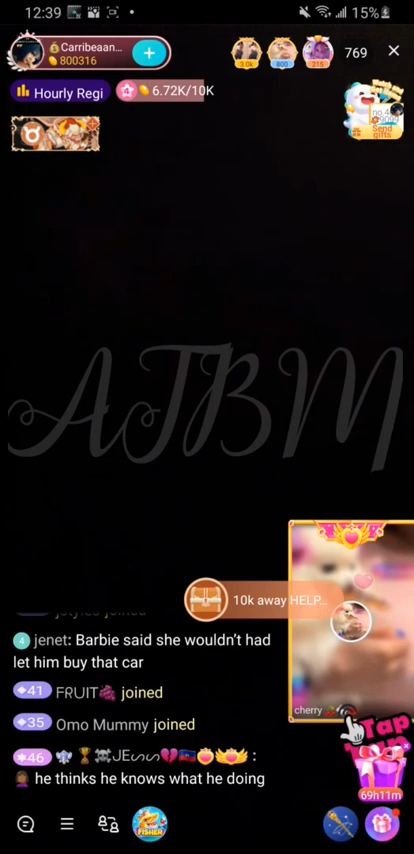 12:39
15%
Carribeaan...
800316
3.0k
800
215
769
Hourly Regi
6.72K/10K
Send
gifts
AJBM
10k away HELP...
joined
4 jenet: Barbie said she wouldn't had
let him buy that car
41 FRUIT joined
35 Omo Mummy joined
46 JE :
he thinks he knows what he doing
cherry
Tap
69h11m
FISHER